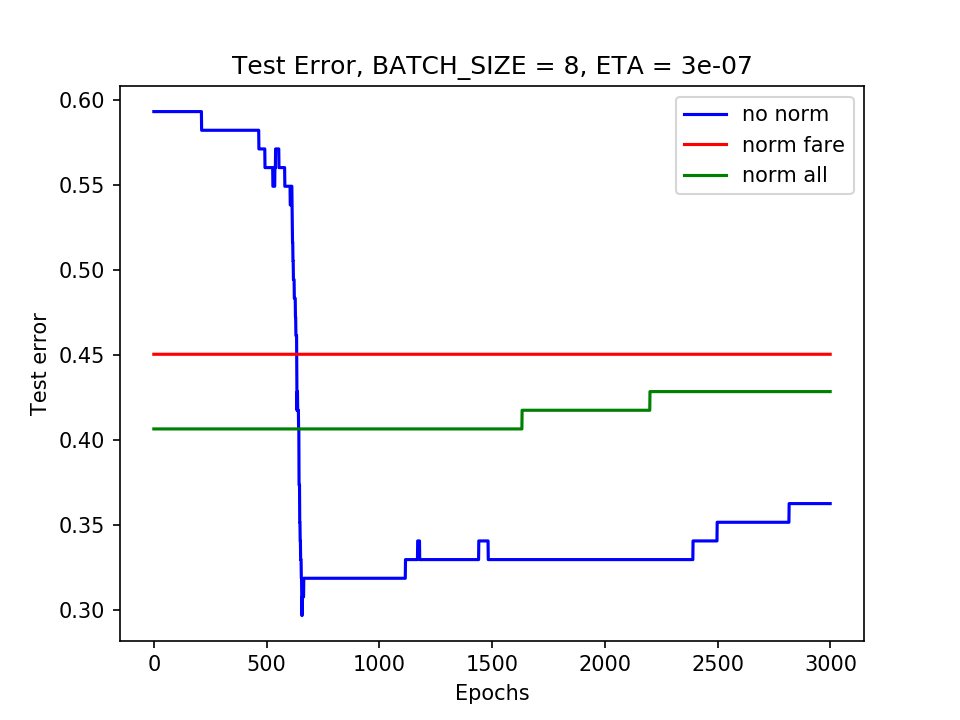 Test Error, BATCH_SIZE = 8, ETA = 3e-07
no norm
norm fare
norm all
Test error
0.60
0.55
0.50
0.45
0.40
0.35
0.30
0 500 1000 1500 2000 2500 3000
Epochs